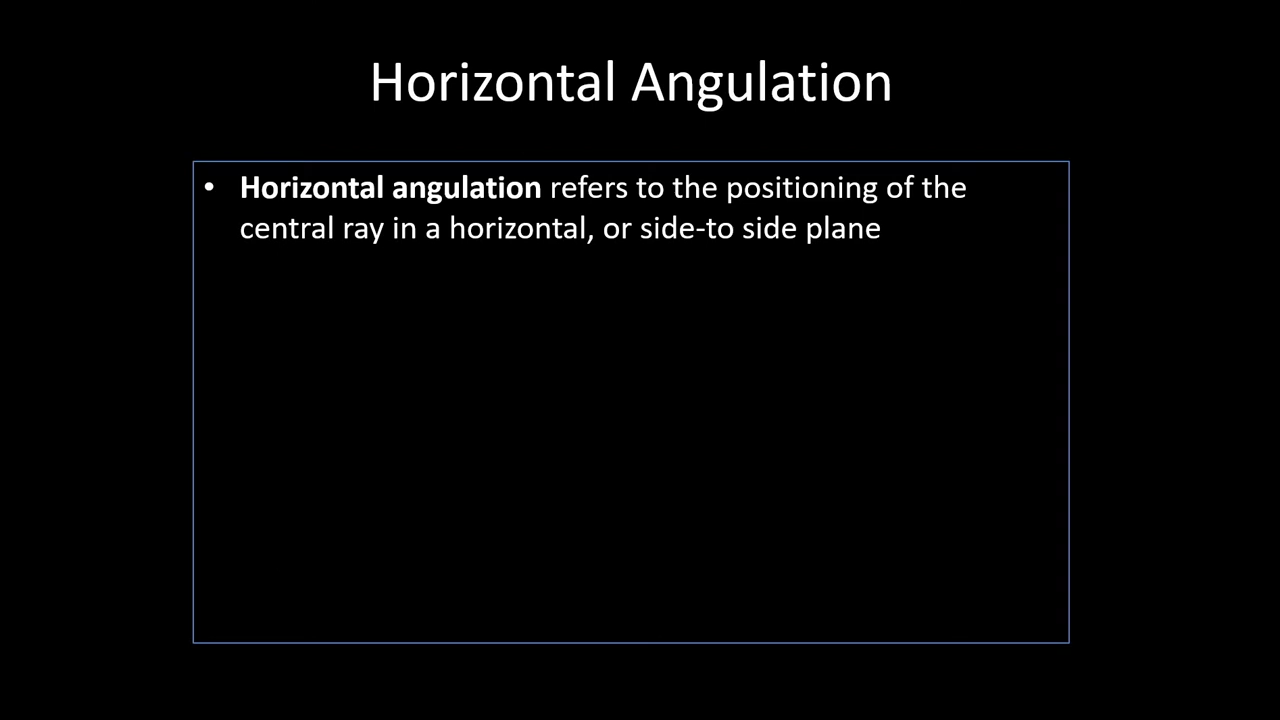 Horizontal Angulation
• Horizontal angulation refers to the positioning of the
central ray in a horizontal, or side-to side plane